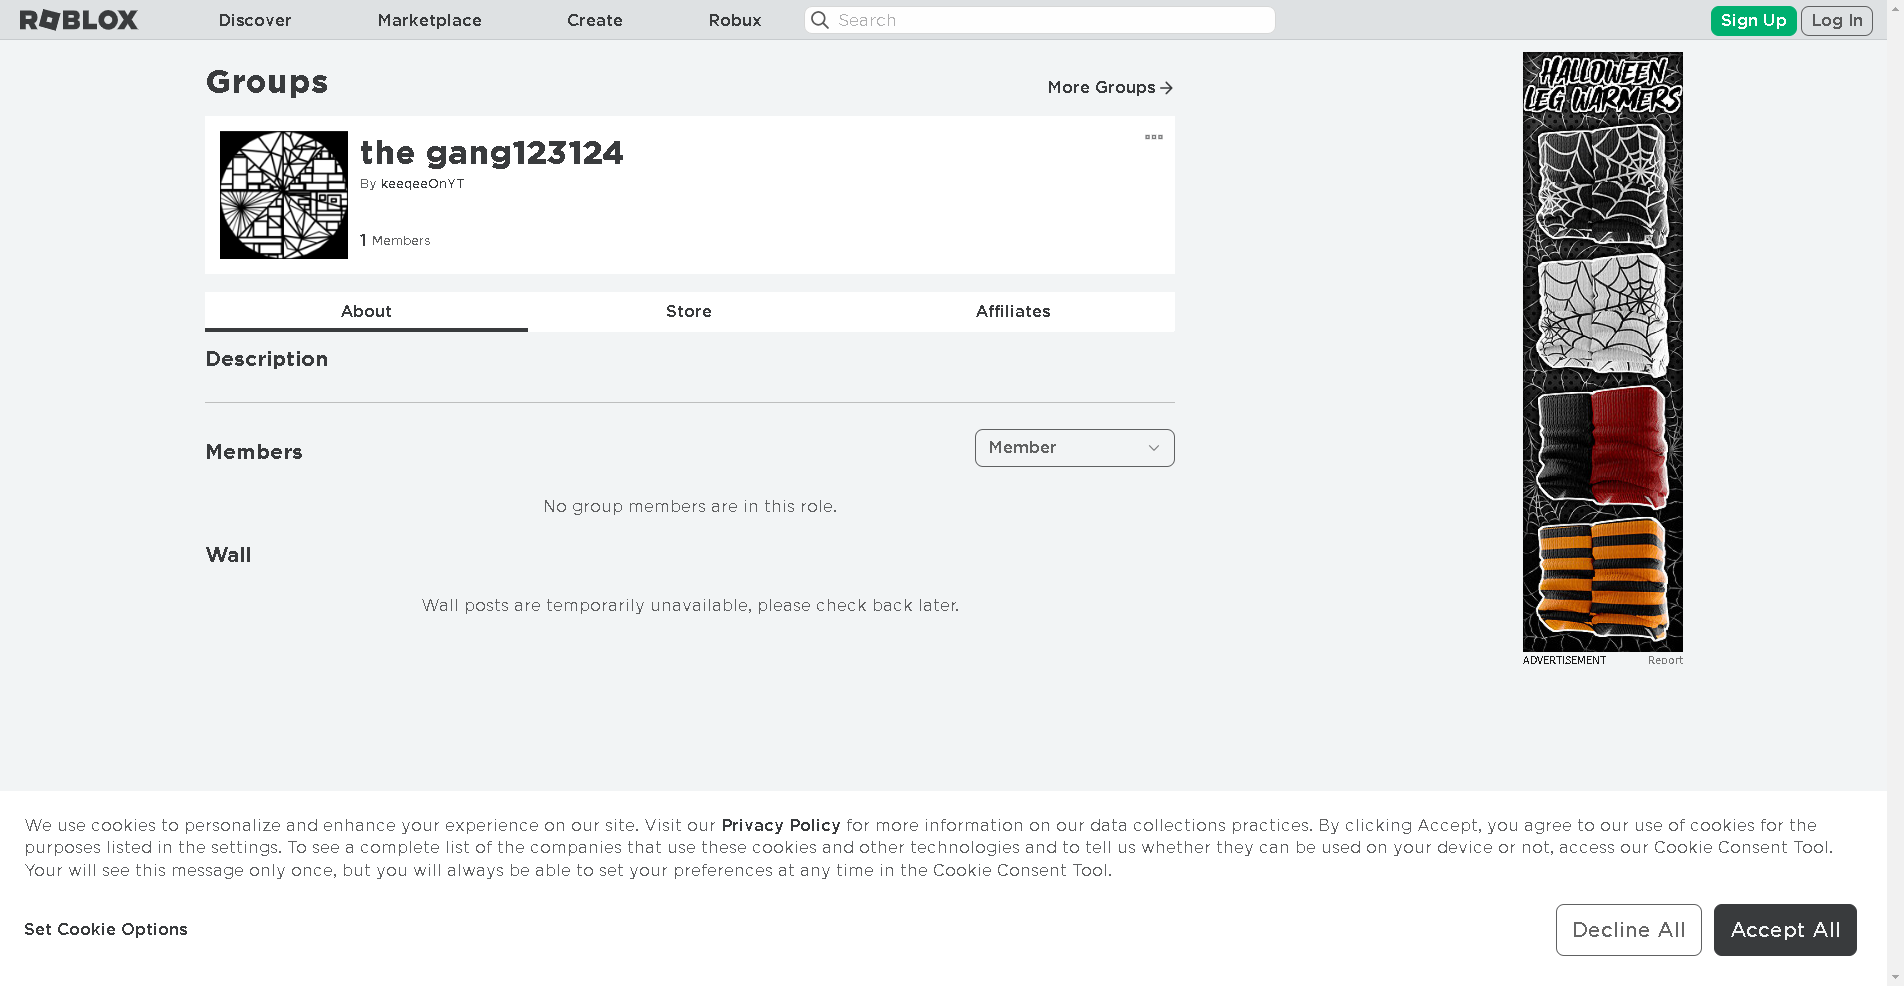 ROBLOX Discover Marketplace Create Robux Search Sign Up Log In
Groups
More Groups
the gang123124
By keeqeeOnYT
1 Members
About Store Affiliates
Description
Members
Member
No group members are in this role.
Wall
Wall posts are temporarily unavailable, please check back later.
HALLOWEEN
LEG WARMERS
ADVERTISEMENT Report
We use cookies to personalize and enhance your experience on our site. Visit our Privacy Policy for more information on our data collections practices. By clicking Accept, you agree to our use of cookies for the
purposes listed in the settings. To see a complete list of the companies that use these cookies and other technologies and to tell us whether they can be used on your device or not, access our Cookie Consent Tool.
Your will see this message only once, but you will always be able to set your preferences at any time in the Cookie Consent Tool.
Set Cookie Options
Decline All
Accept All